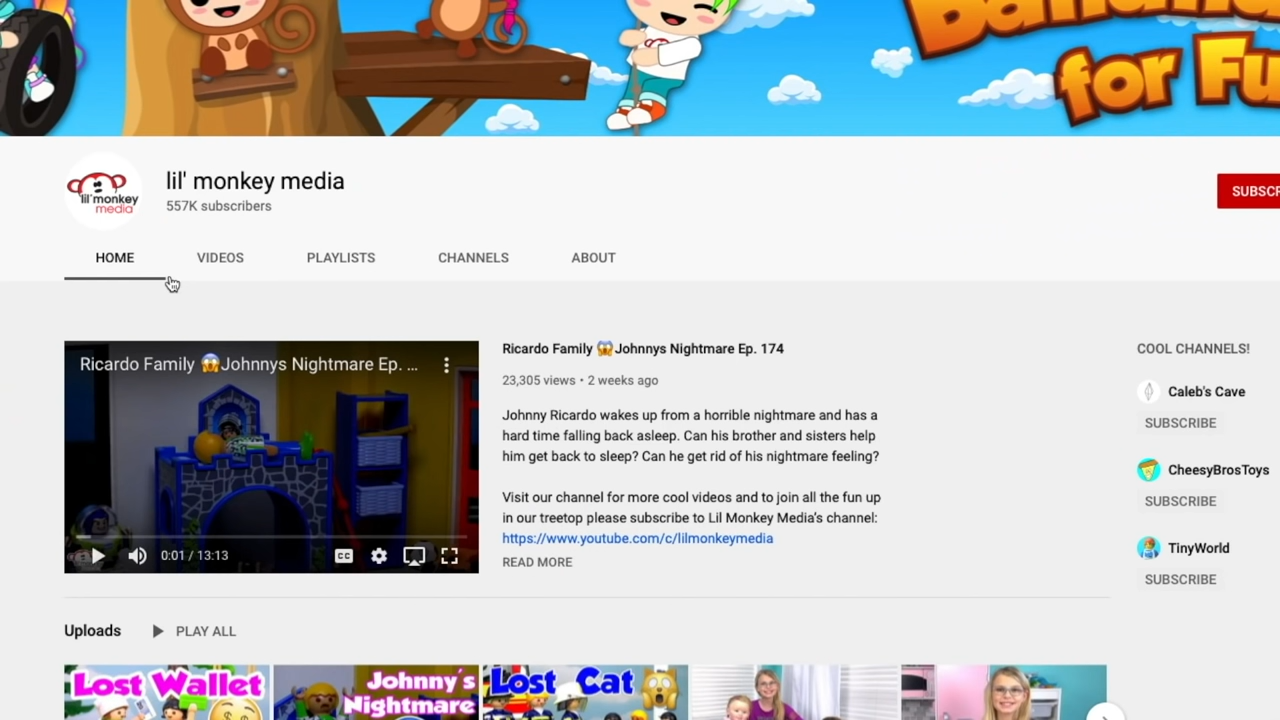 for Fu
lil' monkey media
lil' monkey media
557K subscribers
SUBSCR
HOME VIDEOS PLAYLISTS CHANNELS ABOUT
Ricardo Family 😱Johnnys Nightmare Ep. ...
0:01 / 13:13
CC
Ricardo Family 😱Johnnys Nightmare Ep. 174
23,305 views • 2 weeks ago
Johnny Ricardo wakes up from a horrible nightmare and has a
hard time falling back asleep. Can his brother and sisters help
him get back to sleep? Can he get rid of his nightmare feeling?
Visit our channel for more cool videos and to join all the fun up
in our treetop please subscribe to Lil Monkey Media's channel:
https://www.youtube.com/c/lilmonkeymedia
READ MORE
COOL CHANNELS!
Caleb's Cave
SUBSCRIBE
CheesyBrosToys
SUBSCRIBE
TinyWorld
SUBSCRIBE
Uploads PLAY ALL
Lost Wallet
Johnny's
Nightmare
Lost Cat